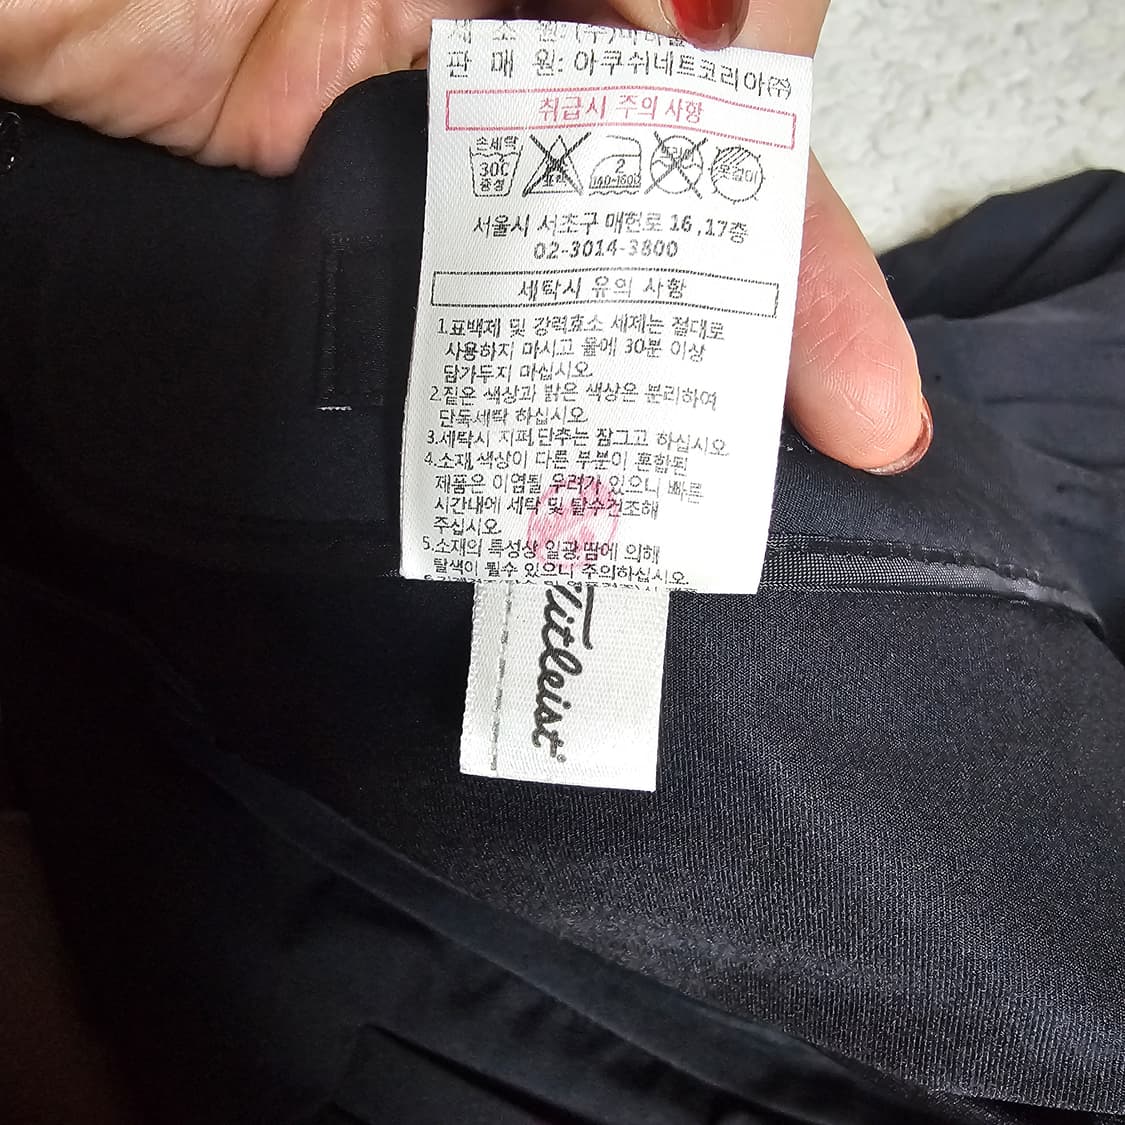 제 조 원: (주)
판 매 원: 아쿠쉬네트코리아(주)
취급시 주의 사항
손세탁
30℃
중성
표백
2
140~160℃
드라이
옷걸이
서울시 서초구 매헌로 16, 17층
02-3014-3800
세탁시 유의 사항
1.표백제 및 강력효소 세제는 절대로
사용하지 마시고 물에 30분 이상
담가두지 마십시오.
2.짙은 색상과 밝은 색상은 분리하여
단독세탁 하십시오
3.세탁시 지퍼,단추는 잠그고 하십시오
4.소재,색상이 다른 부분이 혼합된
제품은 이염될 우려가 있으니 빠른
시간내에 세탁 및 탈수건조해
주십시오.
5.소재의 특성상 일광,땀에 의해
탈색이 될수 있으니 주의하십시오.
Titleist®